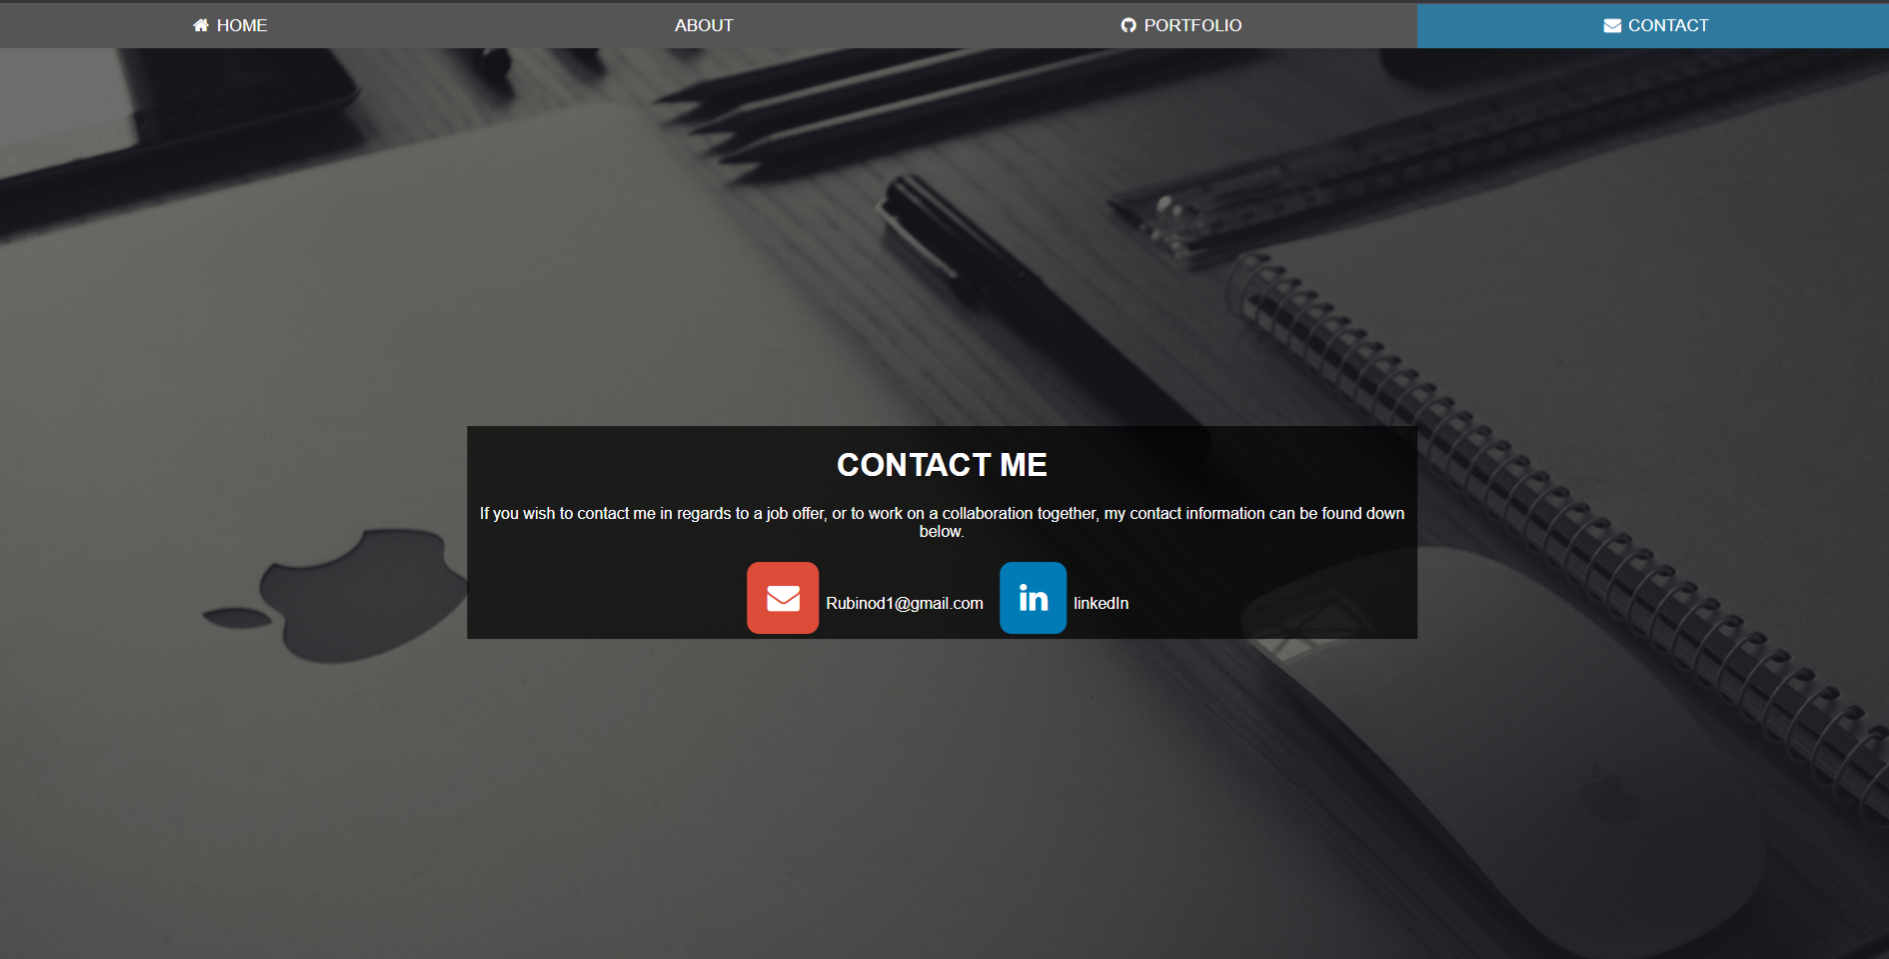 HOME
ABOUT
PORTFOLIO
CONTACT
CONTACT ME
If you wish to contact me in regards to a job offer, or to work on a collaboration together, my contact information can be found down
below.
in
Rubinod1@gmail.com
linkedIn